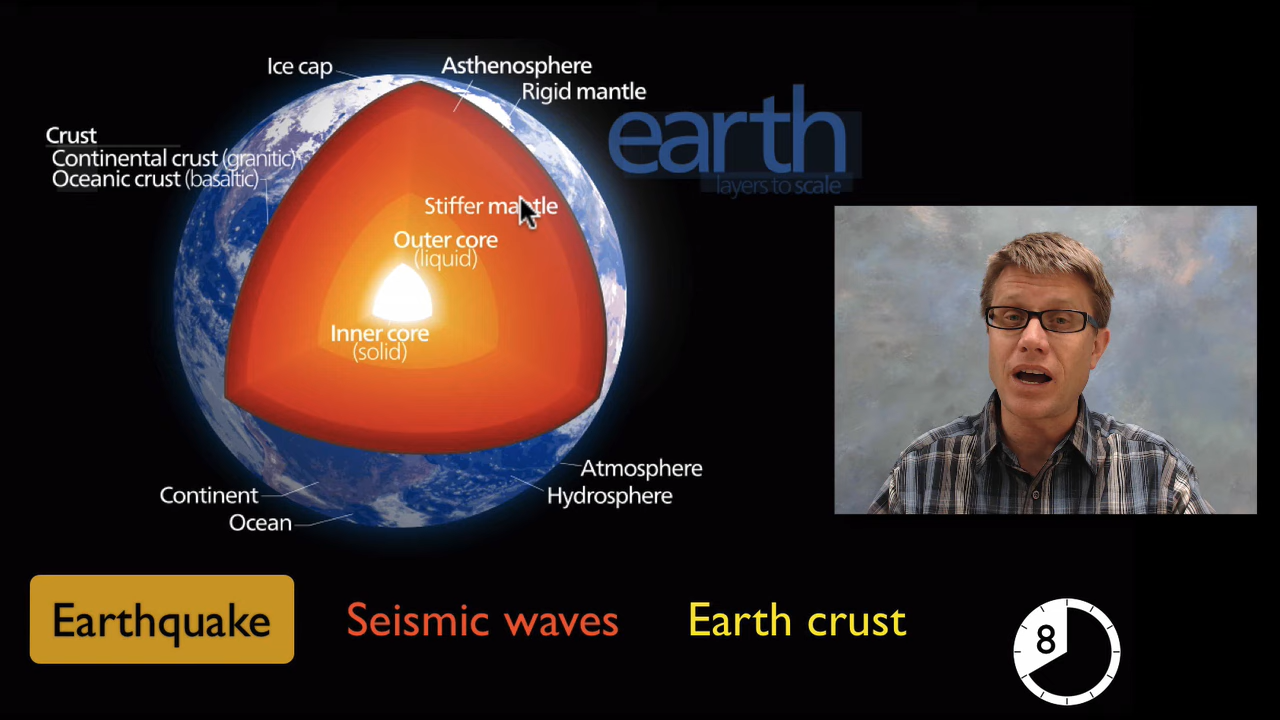 Ice cap
Asthenosphere
Rigid mantle
earth
layers to scale
Crust
Continental crust (granitic)
Oceanic crust (basaltic)
Stiffer mantle
Outer core
(liquid)
Inner core
(solid)
Atmosphere
Continent
Hydrosphere
Ocean
Earthquake
Seismic waves
Earth crust
8